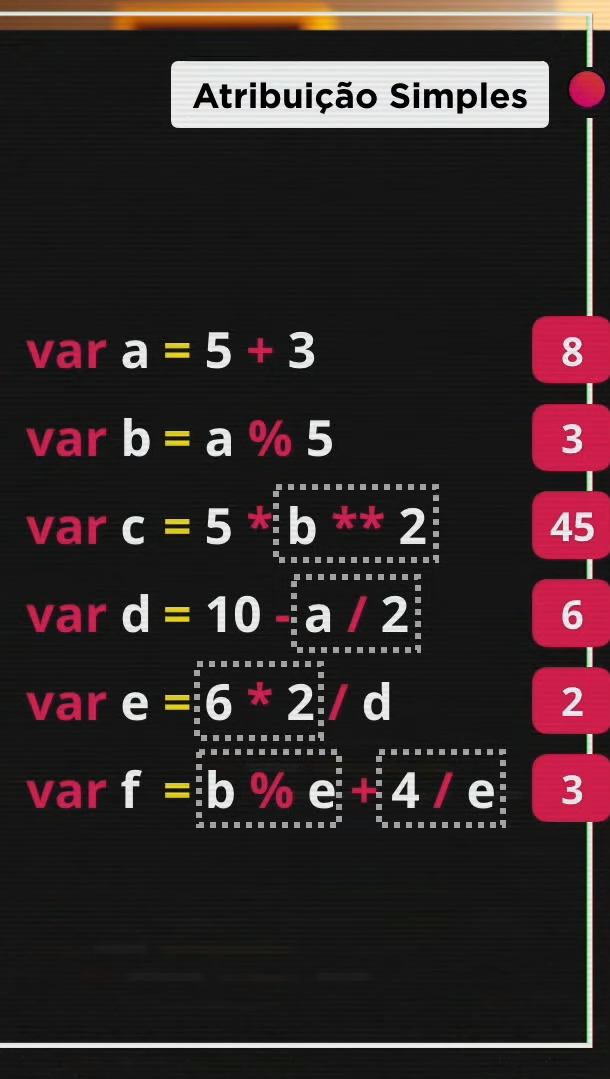 Atribuição Simples
var a = 5 + 3 8
var b = a % 5 3
var c = 5 * b ** 2 45
var d = 10 - a / 2 6
var e = 6 * 2 / d 2
var f = b % e + 4 / e 3